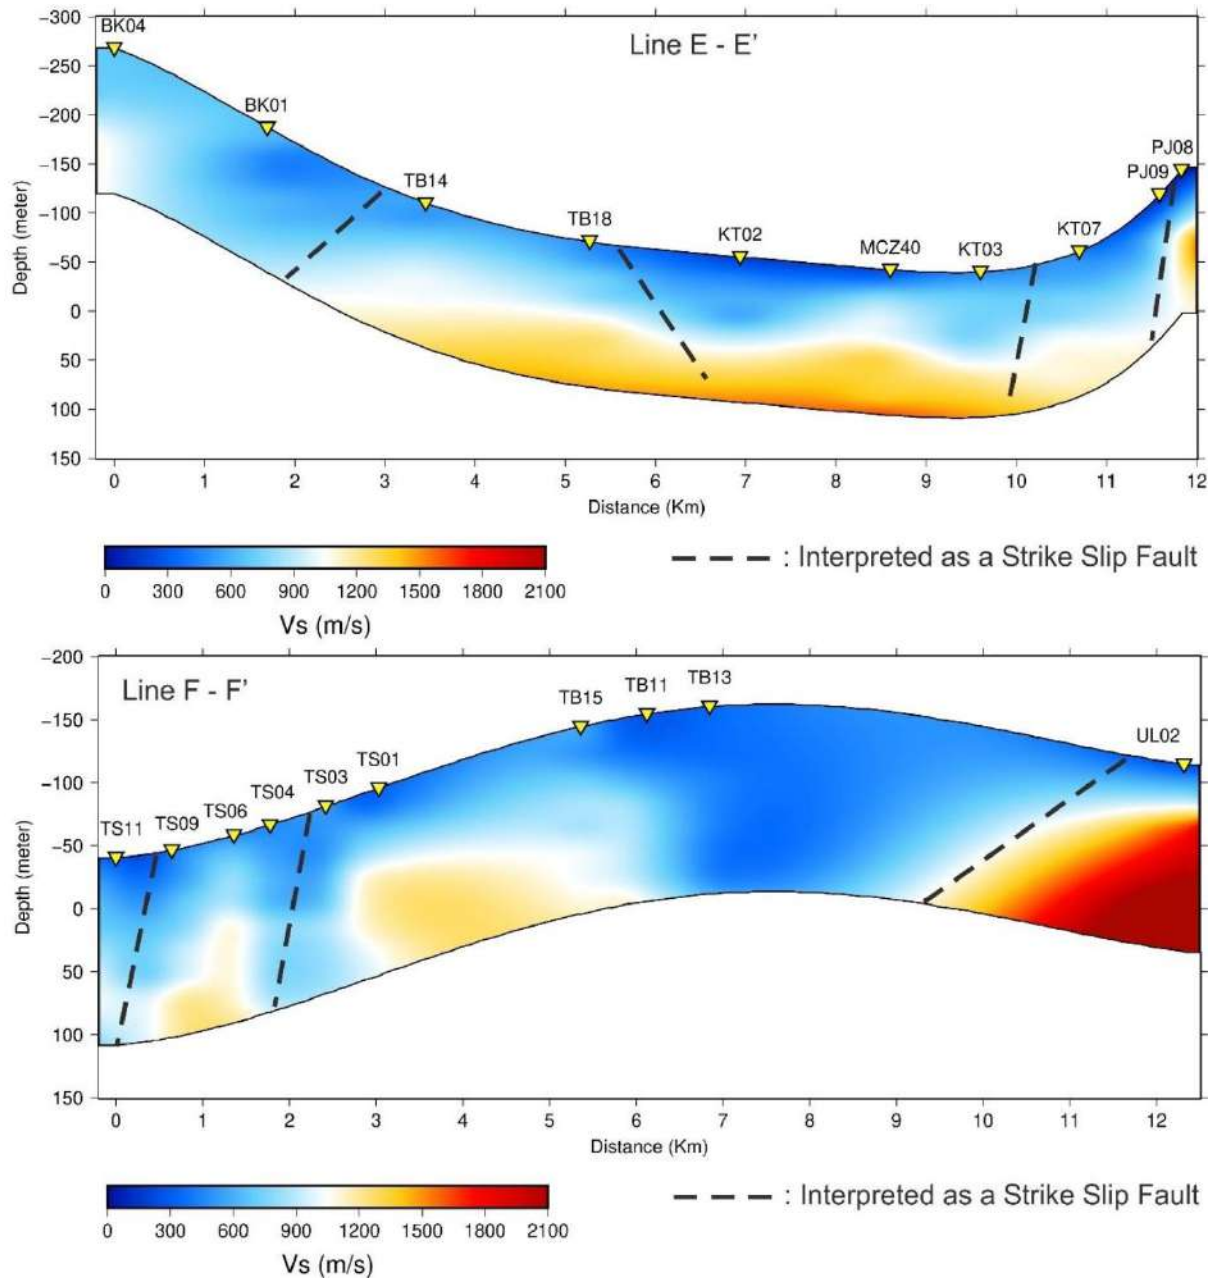 Line E - E'
BK04
BK01
TB14
TB18
KT02
MCZ40
KT03
KT07
PJ09
PJ08
Depth (meter)
−300
−250
−200
−150
−100
−50
0
50
100
150
0 1 2 3 4 5 6 7 8 9 10 11 12
Distance (Km)
0 300 600 900 1200 1500 1800 2100
Vs (m/s)
: Interpreted as a Strike Slip Fault
Line F - F'
TS11
TS09
TS06
TS04
TS03
TS01
TB15
TB11
TB13
UL02
Depth (meter)
−200
−150
−100
−50
0
50
100
150
0 1 2 3 4 5 6 7 8 9 10 11 12
Distance (Km)
0 300 600 900 1200 1500 1800 2100
Vs (m/s)
: Interpreted as a Strike Slip Fault